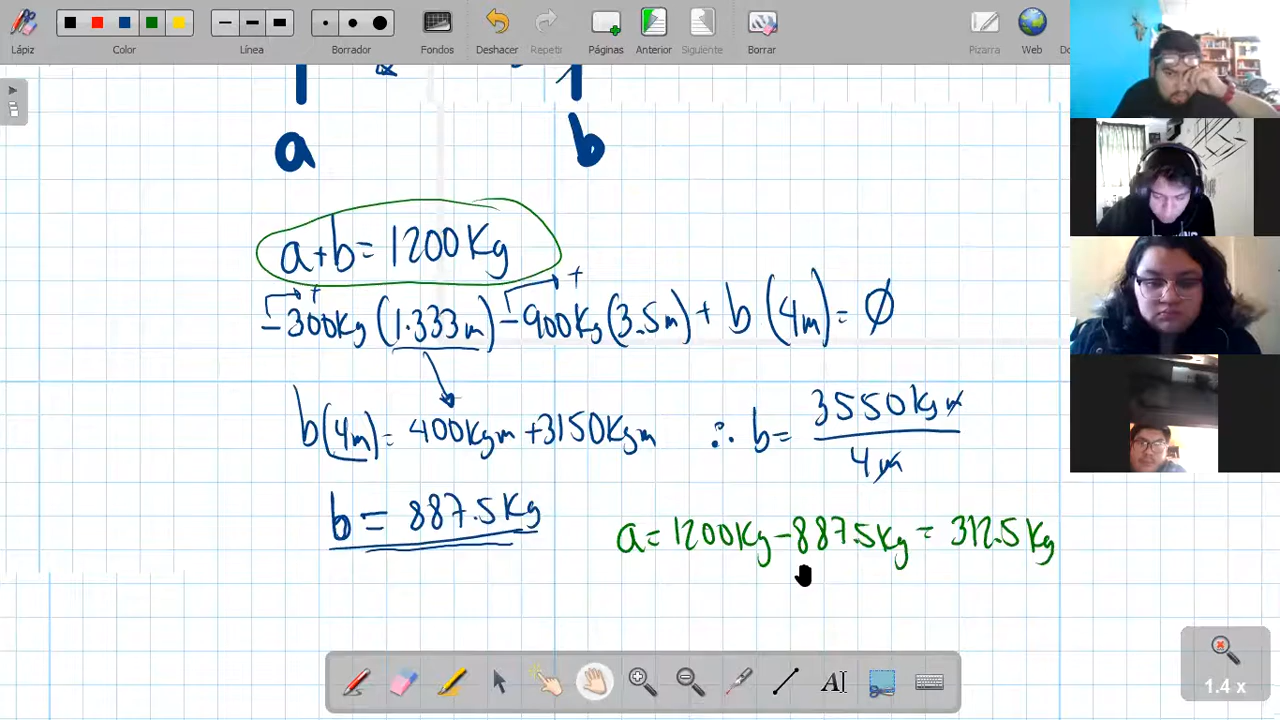 Lápiz Color Línea Borrador Fondos Deshacer Repetir Páginas Anterior Siguiente Borrar Pizarra Web
a b
a+b= 1200Kg
+ +
-300Kg (1.333m) -900Kg (3.5m) + b (4m) = ∅
b(4m)= 400Kgm +3150Kgm ∴ b= 3550Kgm
4m
b = 887.5Kg
a= 1200Kg-887.5Kg = 312.5Kg
AI
1.4 x